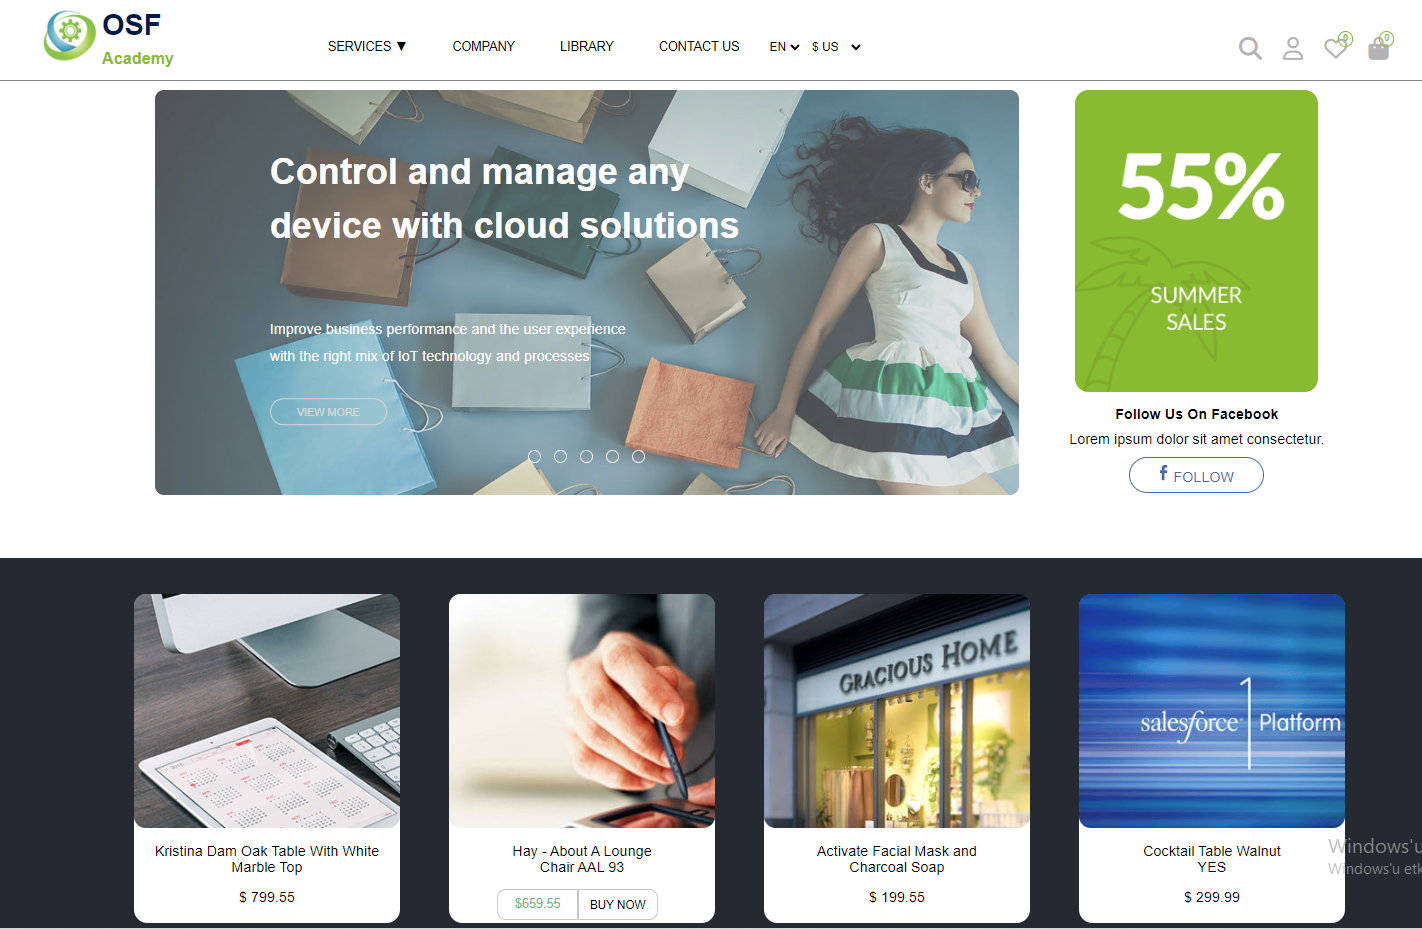 OSF
Academy
SERVICES ▼
COMPANY
LIBRARY
CONTACT US
EN
$ US
0
0
Control and manage any
device with cloud solutions
Improve business performance and the user experience
with the right mix of IoT technology and processes
VIEW MORE
55%
SUMMER
SALES
Follow Us On Facebook
Lorem ipsum dolor sit amet consectetur.
f FOLLOW
GRACIOUS HOME
salesforce 1 Platform
Kristina Dam Oak Table With White
Marble Top
$ 799.55
Hay - About A Lounge
Chair AAL 93
$659.55
BUY NOW
Activate Facial Mask and
Charcoal Soap
$ 199.55
Cocktail Table Walnut
YES
$ 299.99
Windows'u
Windows'u etk